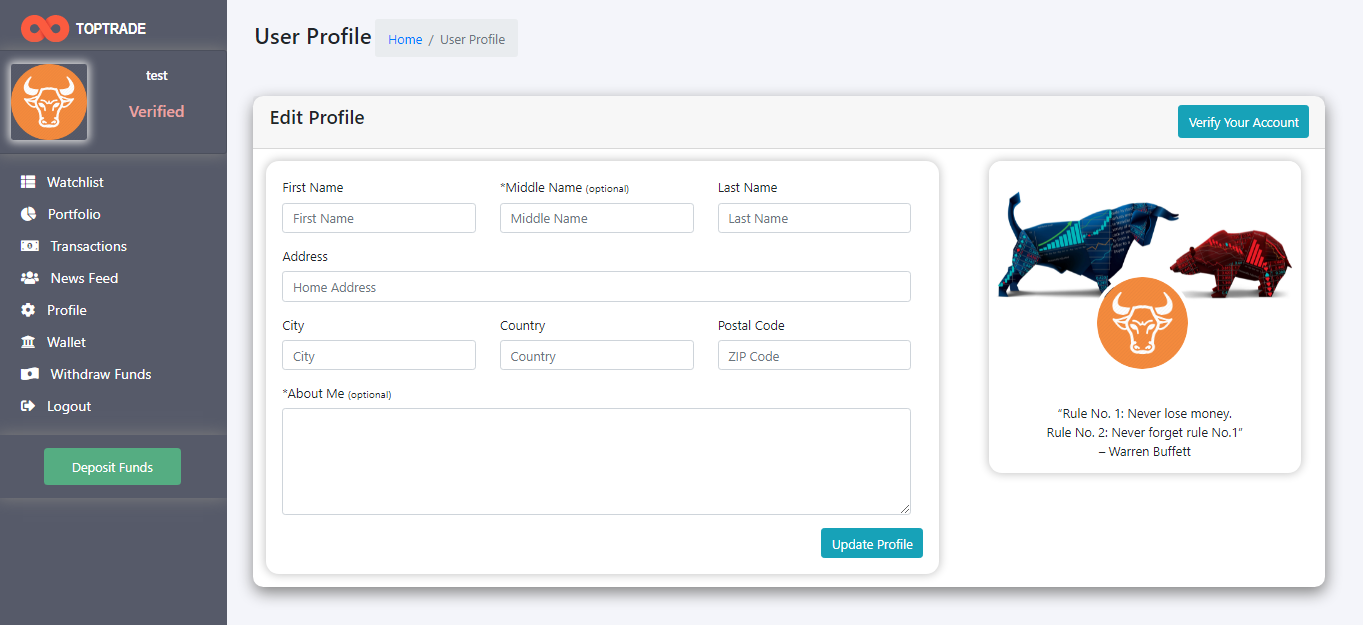 TOPTRADE
test
Verified
Watchlist
Portfolio
Transactions
News Feed
Profile
Wallet
Withdraw Funds
Logout
Deposit Funds
User Profile
Home / User Profile
Edit Profile
Verify Your Account
First Name
*Middle Name (optional)
Last Name
First Name
Middle Name
Last Name
Address
Home Address
City
Country
Postal Code
City
Country
ZIP Code
*About Me (optional)
Update Profile
“Rule No. 1: Never lose money.
Rule No. 2: Never forget rule No.1”
– Warren Buffett